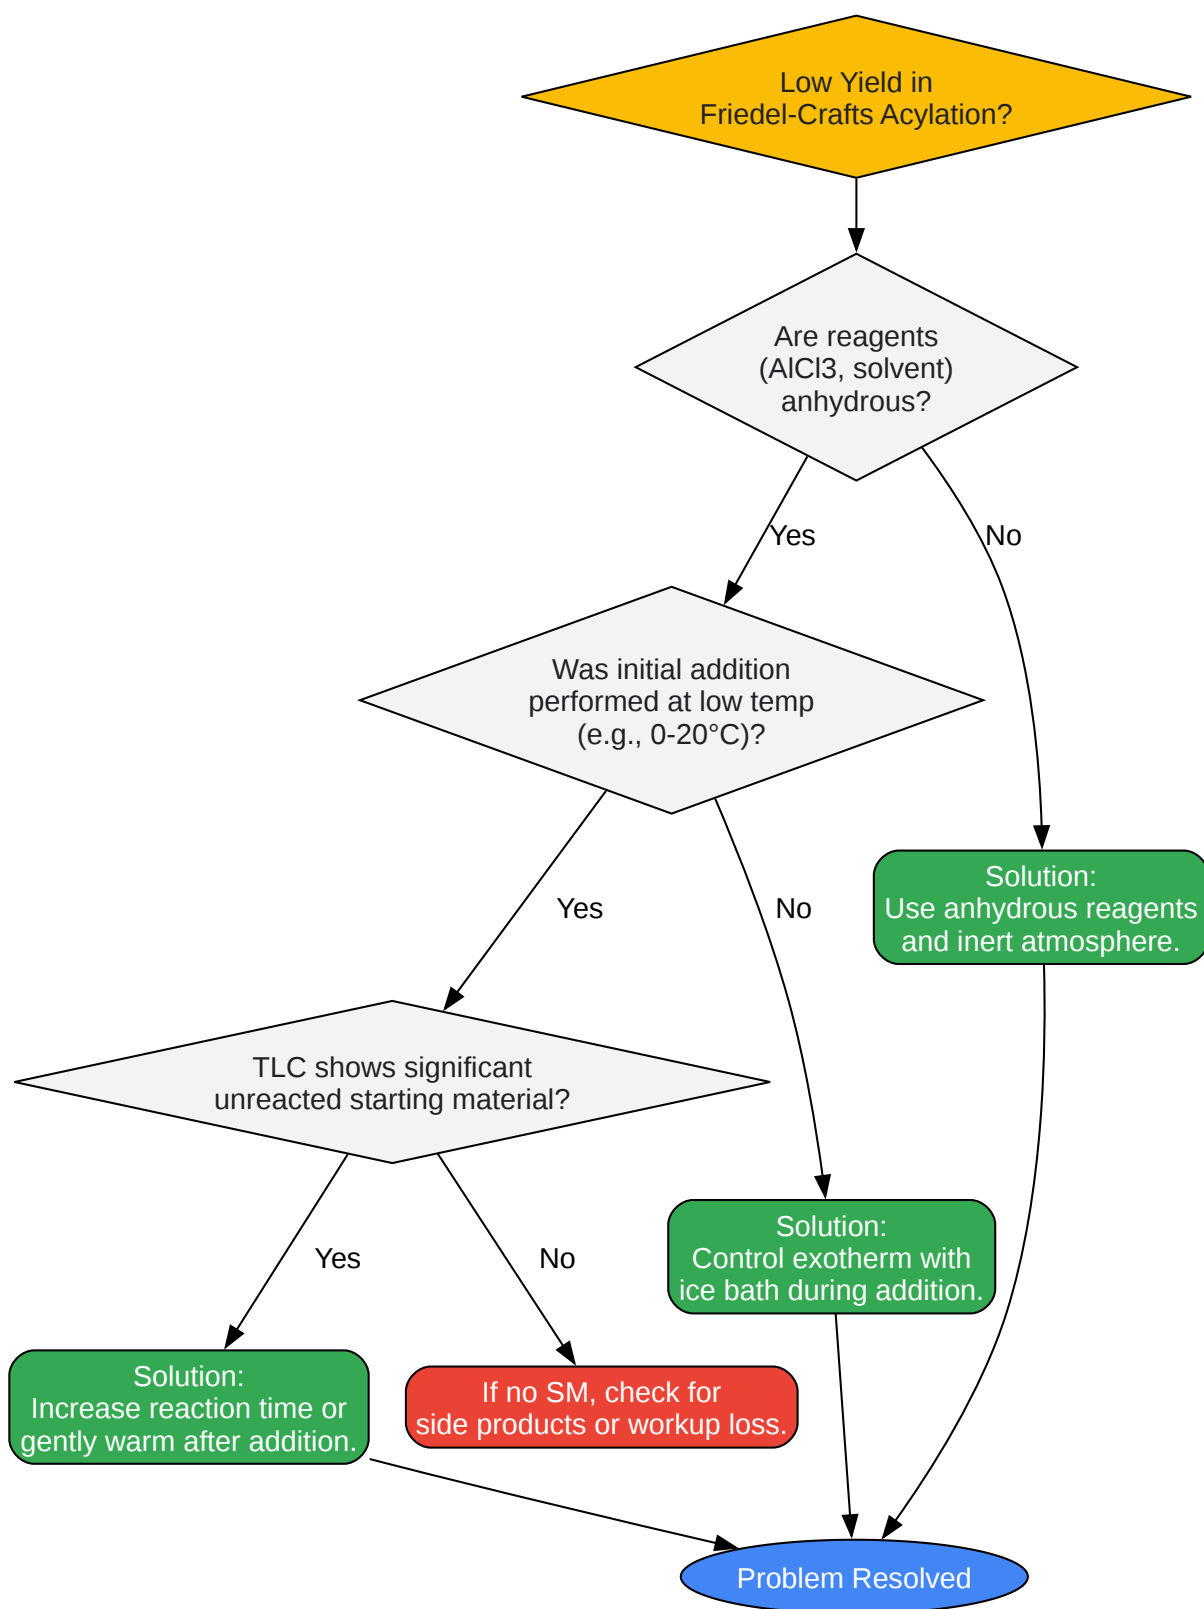 Low Yield in
Friedel-Crafts Acylation?
Are reagents
(AlCl3, solvent)
anhydrous?
Yes
No
Was initial addition
performed at low temp
(e.g., 0-20°C)?
Solution:
Use anhydrous reagents
and inert atmosphere.
Yes
No
TLC shows significant
unreacted starting material?
Solution:
Control exotherm with
ice bath during addition.
Yes
No
Solution:
Increase reaction time or
gently warm after addition.
If no SM, check for
side products or workup loss.
Problem Resolved